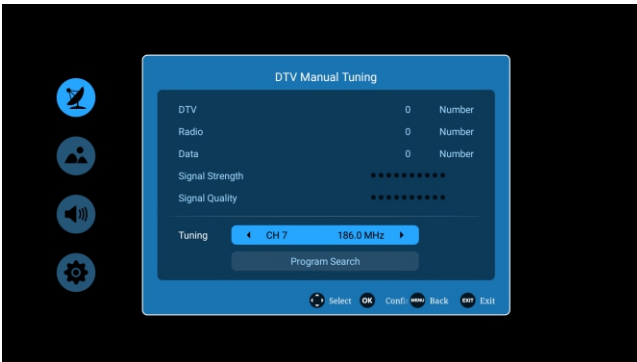 DTV Manual Tuning
DTV 0 Number
Radio 0 Number
Data 0 Number
Signal Strength
Signal Quality
Tuning CH 7 186.0 MHz
Program Search
Select OK Confi MENU Back EXIT Exit